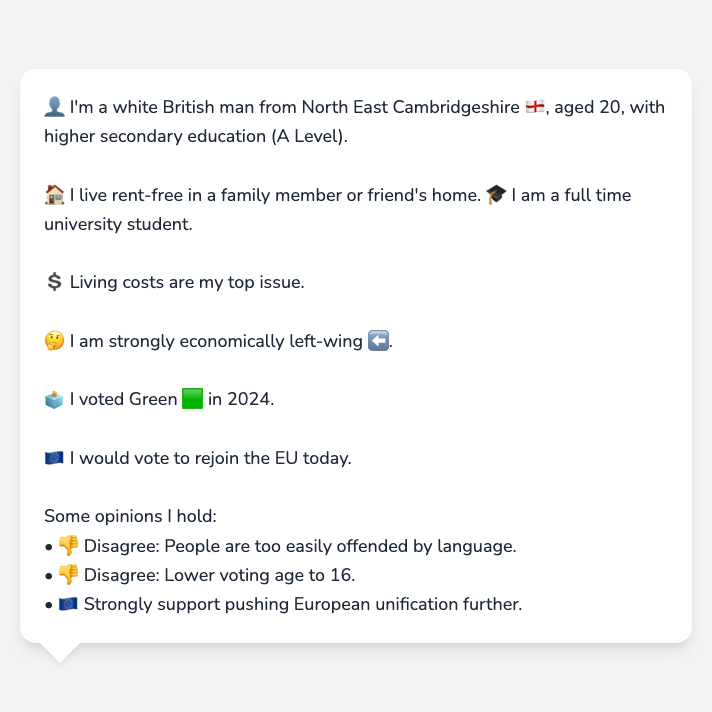 👤 I'm a white British man from North East Cambridgeshire 🏴󠁧󠁢󠁥󠁮󠁧󠁿, aged 20, with
higher secondary education (A Level).
🏠 I live rent-free in a family member or friend's home. 🎓 I am a full time
university student.
💲 Living costs are my top issue.
🤔 I am strongly economically left-wing ⬅️.
🗳️ I voted Green 🟩 in 2024.
🇪🇺 I would vote to rejoin the EU today.
Some opinions I hold:
• 👎 Disagree: People are too easily offended by language.
• 👎 Disagree: Lower voting age to 16.
• 🇪🇺 Strongly support pushing European unification further.